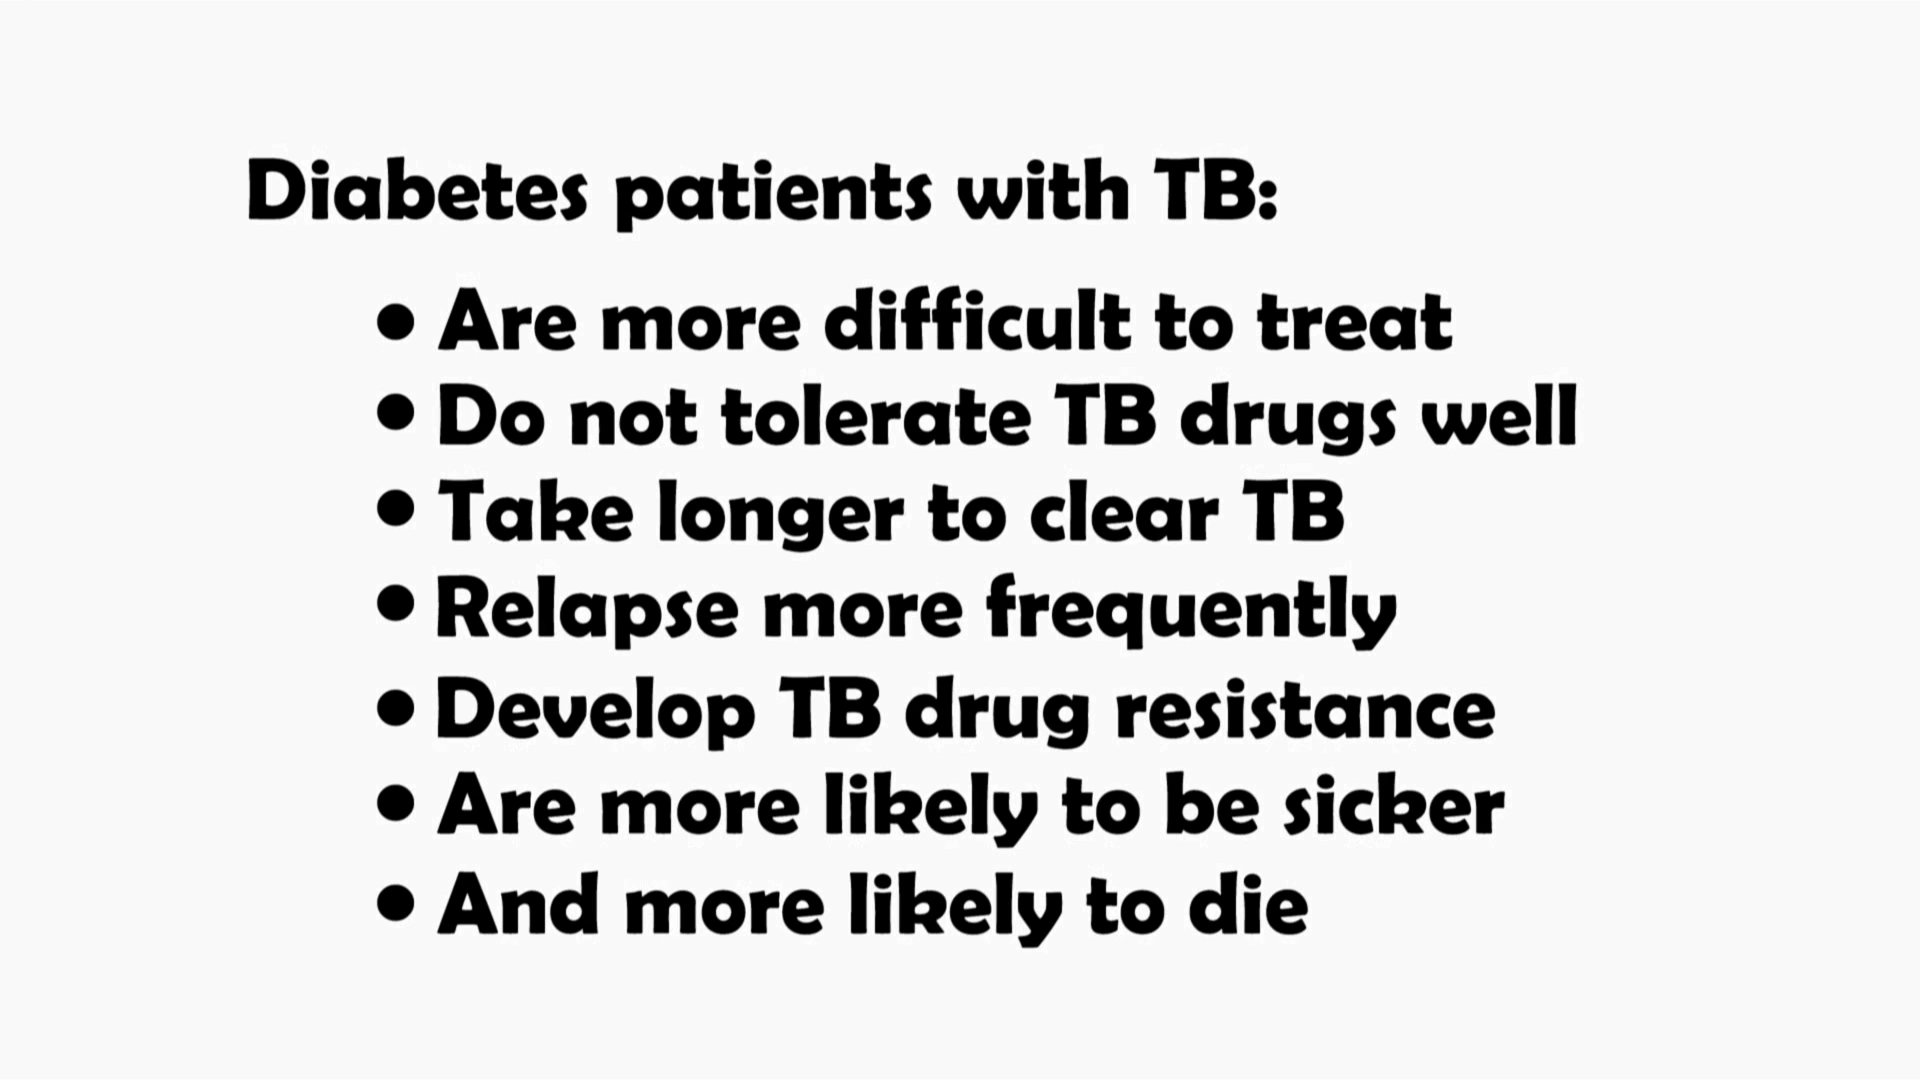 Diabetes patients with TB:
• Are more difficult to treat
• Do not tolerate TB drugs well
• Take longer to clear TB
• Relapse more frequently
• Develop TB drug resistance
• Are more likely to be sicker
• And more likely to die